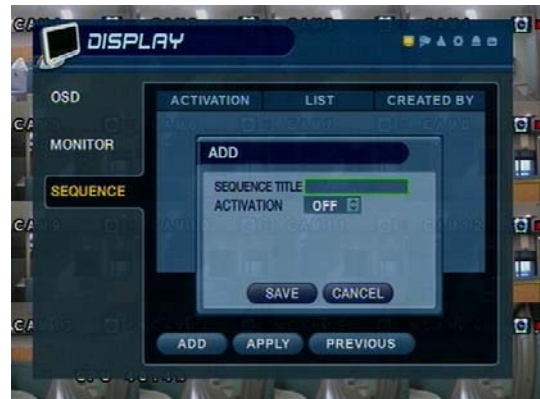 DISPLAY
OSD
MONITOR
SEQUENCE
ACTIVATION LIST CREATED BY
ADD
SEQUENCE TITLE
ACTIVATION OFF
SAVE CANCEL
ADD APPLY PREVIOUS